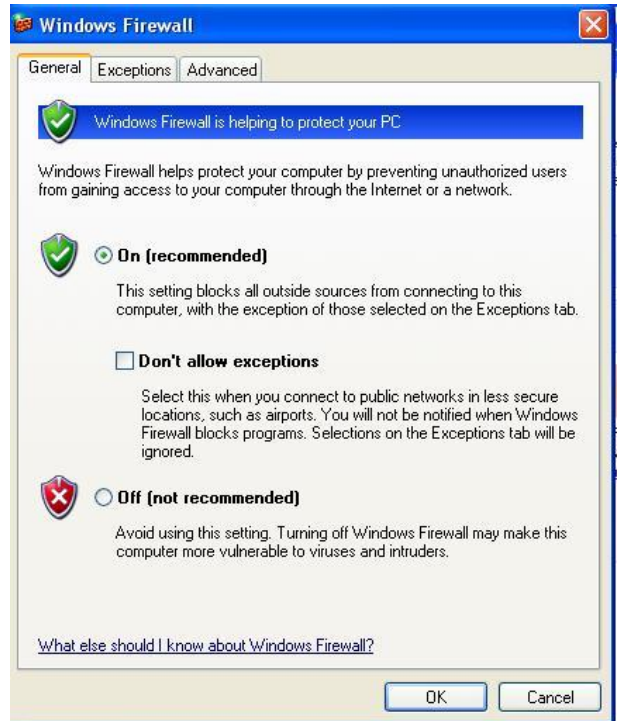 Windows Firewall
General Exceptions Advanced
Windows Firewall is helping to protect your PC
Windows Firewall helps protect your computer by preventing unauthorized users
from gaining access to your computer through the Internet or a network.
On (recommended)
This setting blocks all outside sources from connecting to this
computer, with the exception of those selected on the Exceptions tab.
Don't allow exceptions
Select this when you connect to public networks in less secure
locations, such as airports. You will not be notified when Windows
Firewall blocks programs. Selections on the Exceptions tab will be
ignored.
Off (not recommended)
Avoid using this setting. Turning off Windows Firewall may make this
computer more vulnerable to viruses and intruders.
What else should I know about Windows Firewall?
OK Cancel